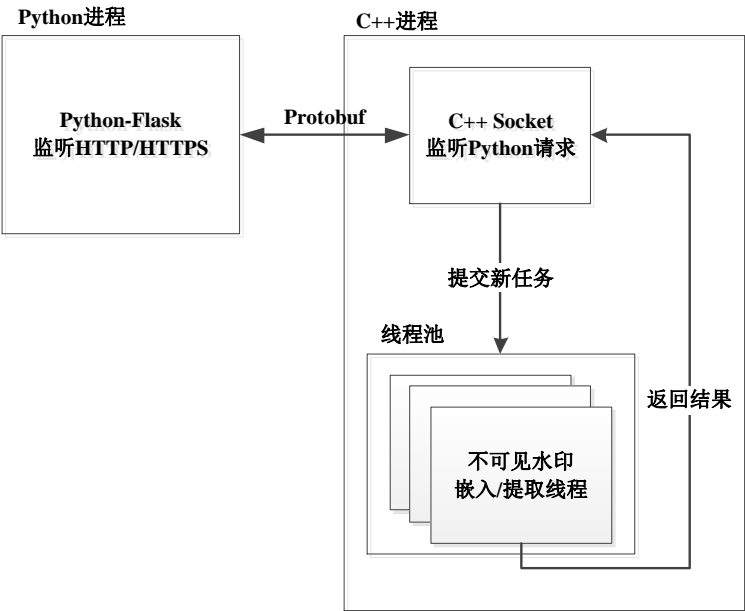 Python进程
C++进程
Python-Flask
监听HTTP/HTTPS
Protobuf
C++ Socket
监听Python请求
提交新任务
线程池
返回结果
不可见水印
嵌入/提取线程